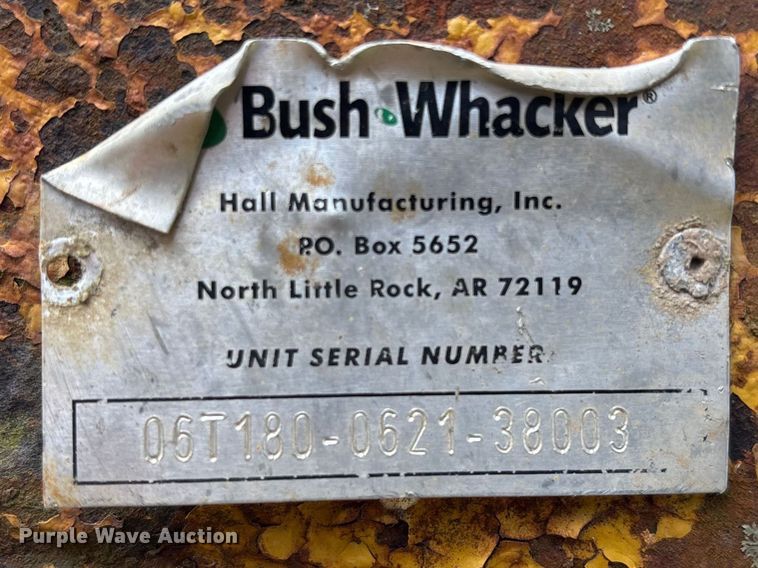 Bush Whacker®
Hall Manufacturing, Inc.
P.O. Box 5652
North Little Rock, AR 72119
UNIT SERIAL NUMBER
06T180-0621-38003
Purple Wave Auction